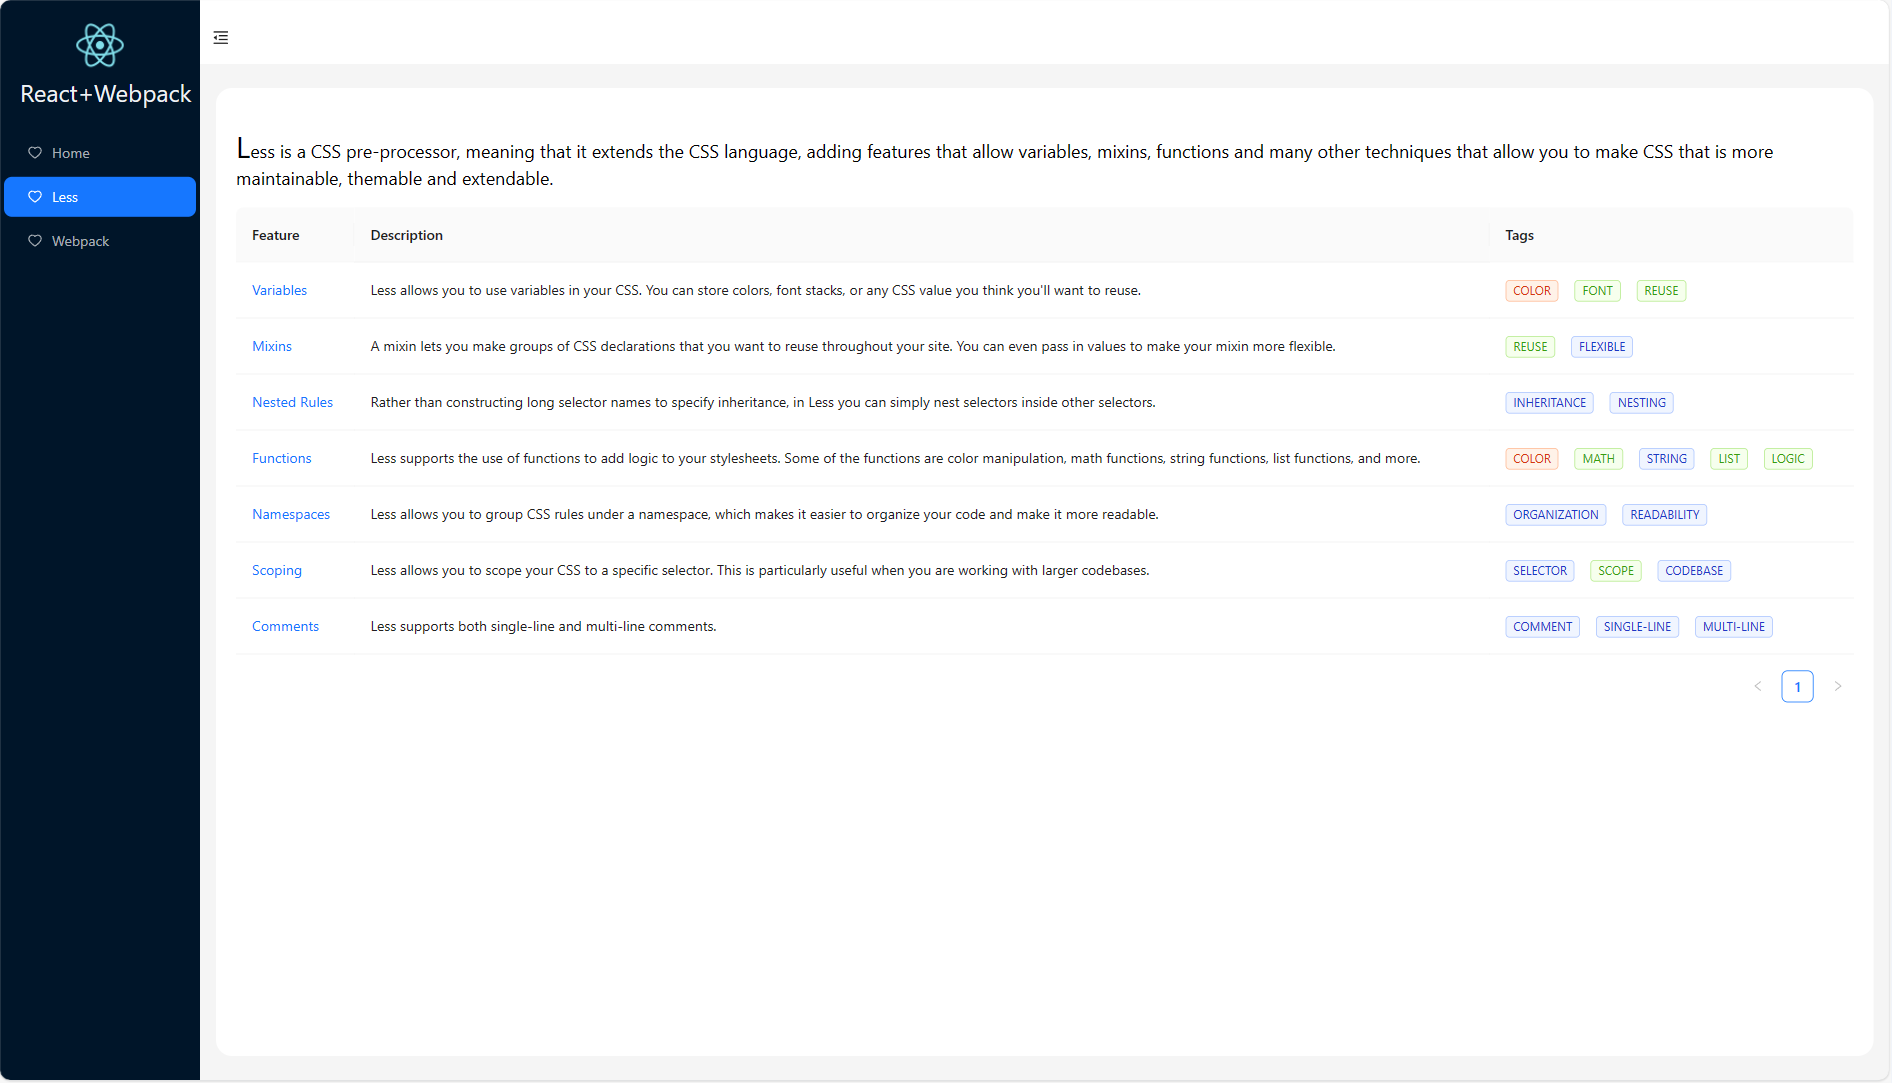 React+Webpack
Home
Less
Webpack
Less is a CSS pre-processor, meaning that it extends the CSS language, adding features that allow variables, mixins, functions and many other techniques that allow you to make CSS that is more
maintainable, themable and extendable.
Feature Description Tags
Variables Less allows you to use variables in your CSS. You can store colors, font stacks, or any CSS value you think you'll want to reuse. COLOR FONT REUSE
Mixins A mixin lets you make groups of CSS declarations that you want to reuse throughout your site. You can even pass in values to make your mixin more flexible. REUSE FLEXIBLE
Nested Rules Rather than constructing long selector names to specify inheritance, in Less you can simply nest selectors inside other selectors. INHERITANCE NESTING
Functions Less supports the use of functions to add logic to your stylesheets. Some of the functions are color manipulation, math functions, string functions, list functions, and more. COLOR MATH STRING LIST LOGIC
Namespaces Less allows you to group CSS rules under a namespace, which makes it easier to organize your code and make it more readable. ORGANIZATION READABILITY
Scoping Less allows you to scope your CSS to a specific selector. This is particularly useful when you are working with larger codebases. SELECTOR SCOPE CODEBASE
Comments Less supports both single-line and multi-line comments. COMMENT SINGLE-LINE MULTI-LINE
1